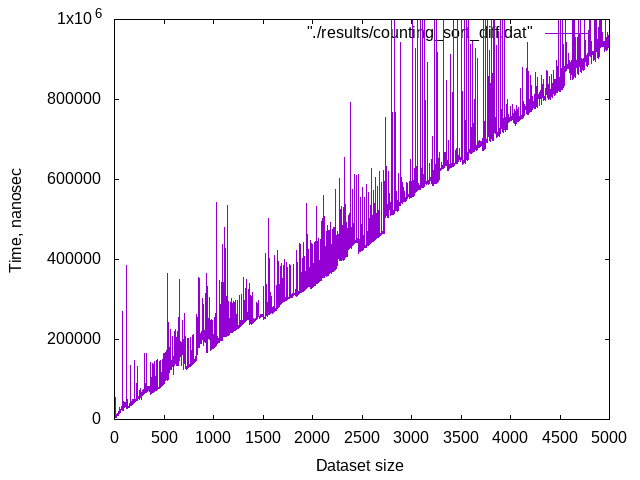 1x10 6
800000
600000
400000
200000
0
"./results/counting_sort_diff.dat"
Time, nanosec
0 500 1000 1500 2000 2500 3000 3500 4000 4500 5000
Dataset size